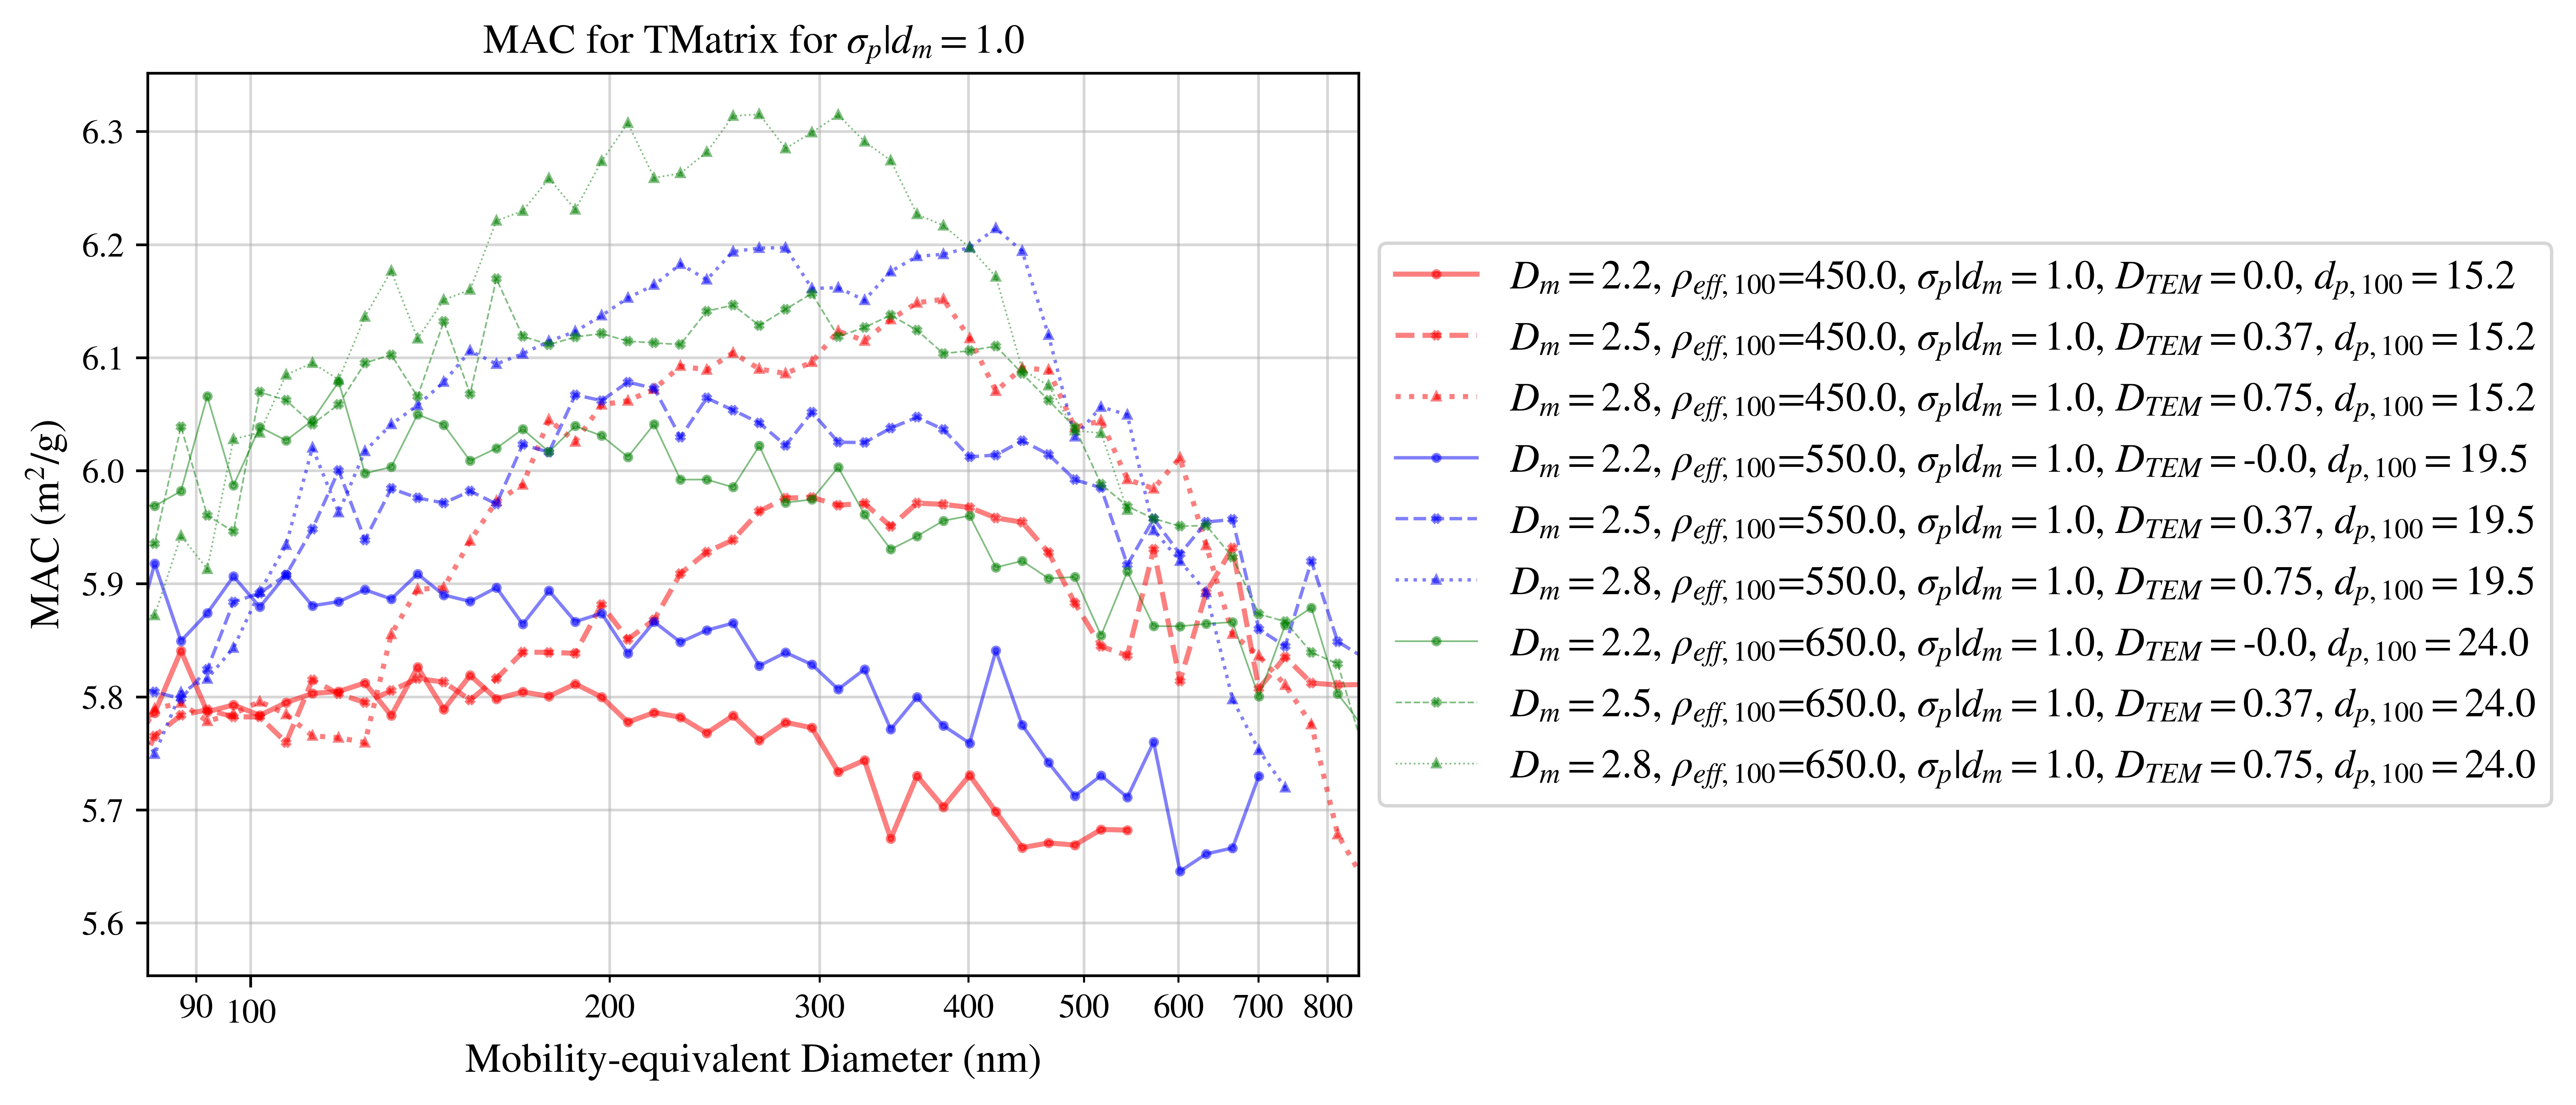 MAC for TMatrix for σp|dm = 1.0
MAC (m²/g)
6.3
6.2
6.1
6.0
5.9
5.8
5.7
5.6
90 100 200 300 400 500 600 700 800
Mobility-equivalent Diameter (nm)
Dm = 2.2, ρeff, 100=450.0, σp|dm = 1.0, DTEM = 0.0, dp, 100 = 15.2
Dm = 2.5, ρeff, 100=450.0, σp|dm = 1.0, DTEM = 0.37, dp, 100 = 15.2
Dm = 2.8, ρeff, 100=450.0, σp|dm = 1.0, DTEM = 0.75, dp, 100 = 15.2
Dm = 2.2, ρeff, 100=550.0, σp|dm = 1.0, DTEM = -0.0, dp, 100 = 19.5
Dm = 2.5, ρeff, 100=550.0, σp|dm = 1.0, DTEM = 0.37, dp, 100 = 19.5
Dm = 2.8, ρeff, 100=550.0, σp|dm = 1.0, DTEM = 0.75, dp, 100 = 19.5
Dm = 2.2, ρeff, 100=650.0, σp|dm = 1.0, DTEM = -0.0, dp, 100 = 24.0
Dm = 2.5, ρeff, 100=650.0, σp|dm = 1.0, DTEM = 0.37, dp, 100 = 24.0
Dm = 2.8, ρeff, 100=650.0, σp|dm = 1.0, DTEM = 0.75, dp, 100 = 24.0